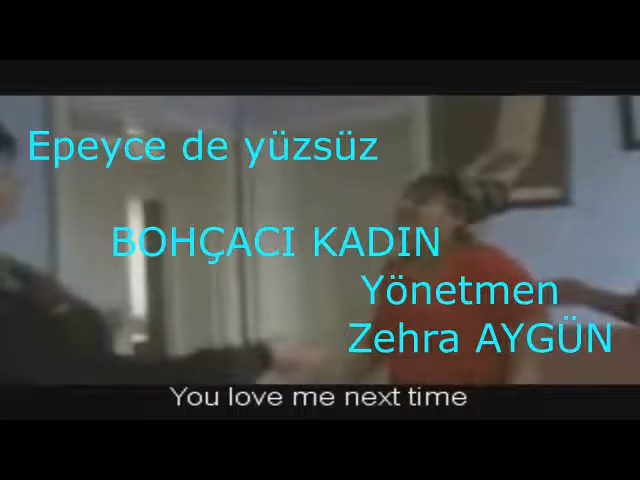 Epeyce de yüzsüz
BOHÇACI KADIN
Yönetmen
Zehra AYGÜN
You love me next time